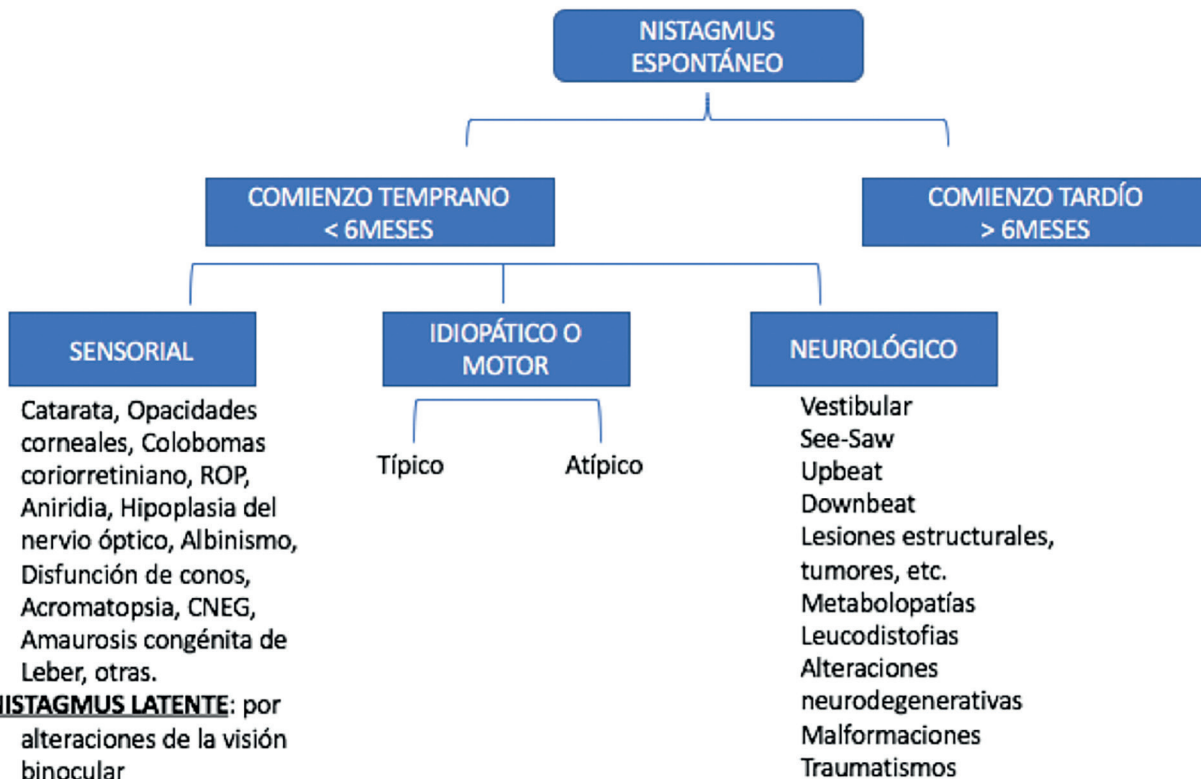 NISTAGMUS
ESPONTÁNEO
COMIENZO TEMPRANO
< 6MESES
COMIENZO TARDÍO
> 6MESES
SENSORIAL
IDIOPÁTICO O
MOTOR
NEUROLÓGICO
Catarata, Opacidades
corneales, Colobomas
coriorretiniano, ROP,
Aniridia, Hipoplasia del
nervio óptico, Albinismo,
Disfunción de conos,
Acromatopsia, CNEG,
Amaurosis congénita de
Leber, otras.
NISTAGMUS LATENTE: por
alteraciones de la visión
binocular
Típico
Atípico
Vestibular
See-Saw
Upbeat
Downbeat
Lesiones estructurales,
tumores, etc.
Metabolopatías
Leucodistofias
Alteraciones
neurodegenerativas
Malformaciones
Traumatismos